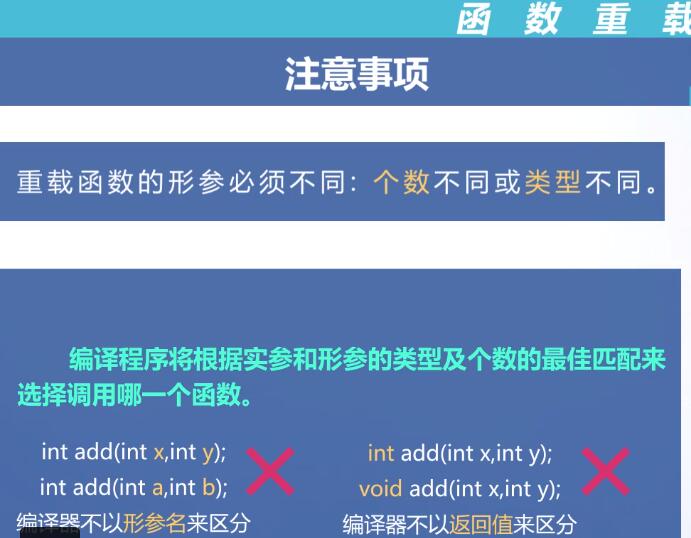 函数重载
注意事项
重载函数的形参必须不同：个数不同或类型不同。
编译程序将根据实参和形参的类型及个数的最佳匹配来
选择调用哪一个函数。
int add(int x,int y);
int add(int a,int b);
编译器不以形参名来区分
int add(int x,int y);
void add(int x,int y);
编译器不以返回值来区分